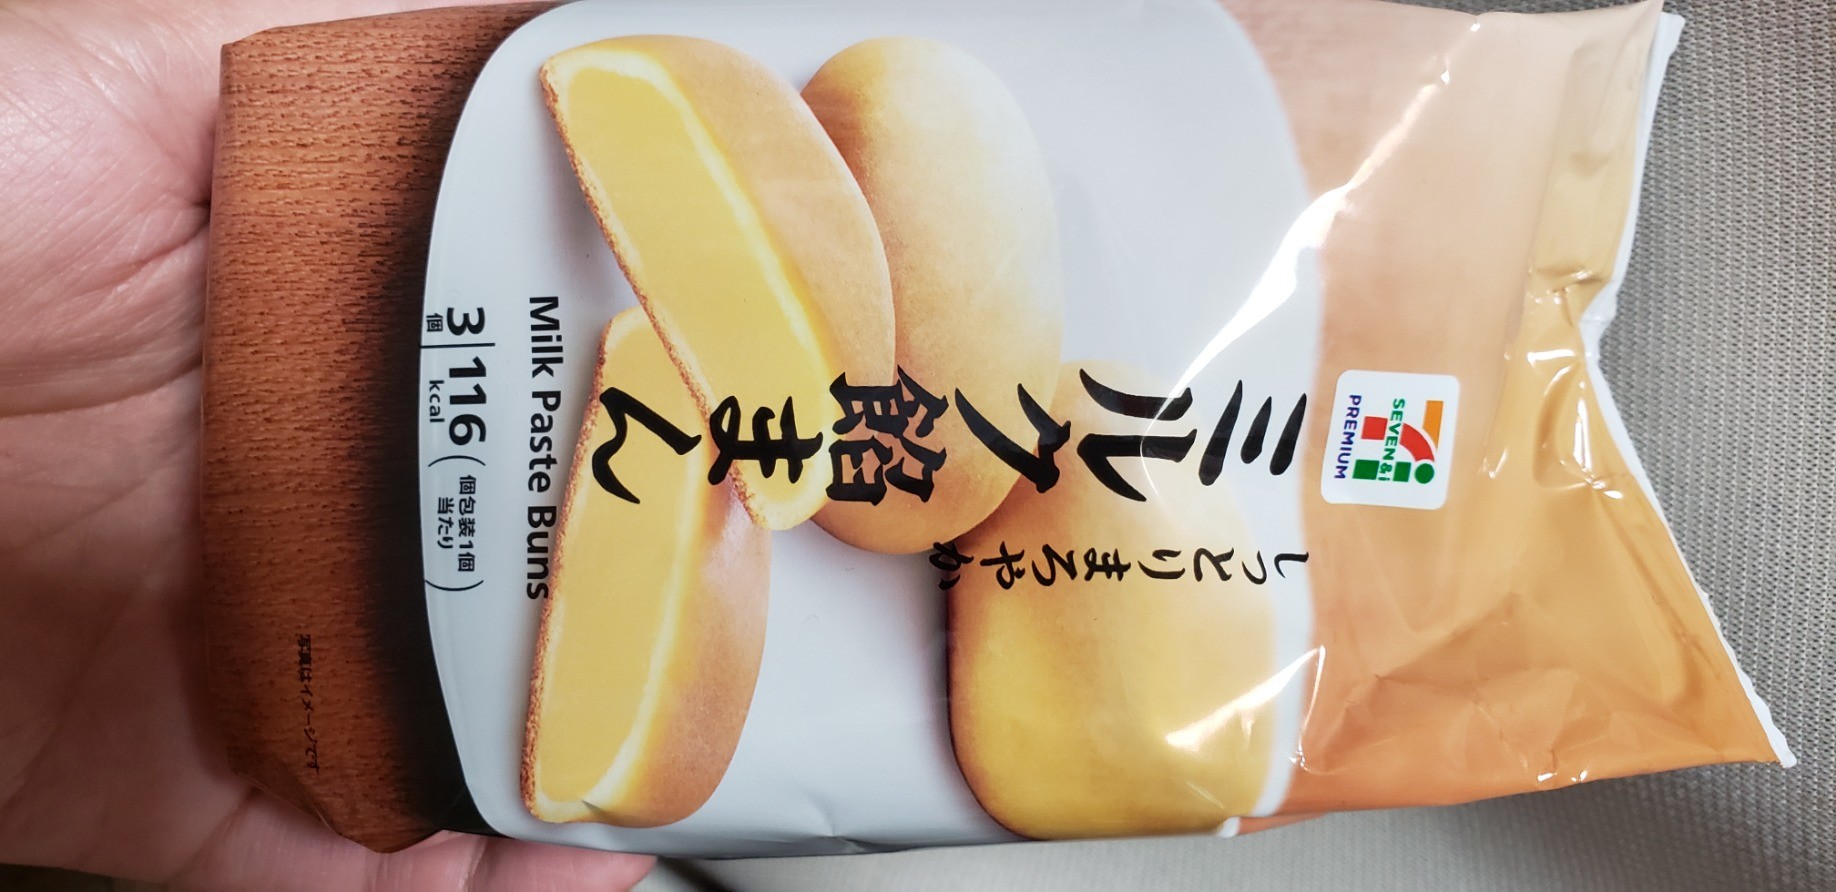 SEVEN&i
PREMIUM
しっとりまろやか
ミルク餡まん
Milk Paste Buns
3個
116kcal
(個包装1個当たり)
写真はイメージです